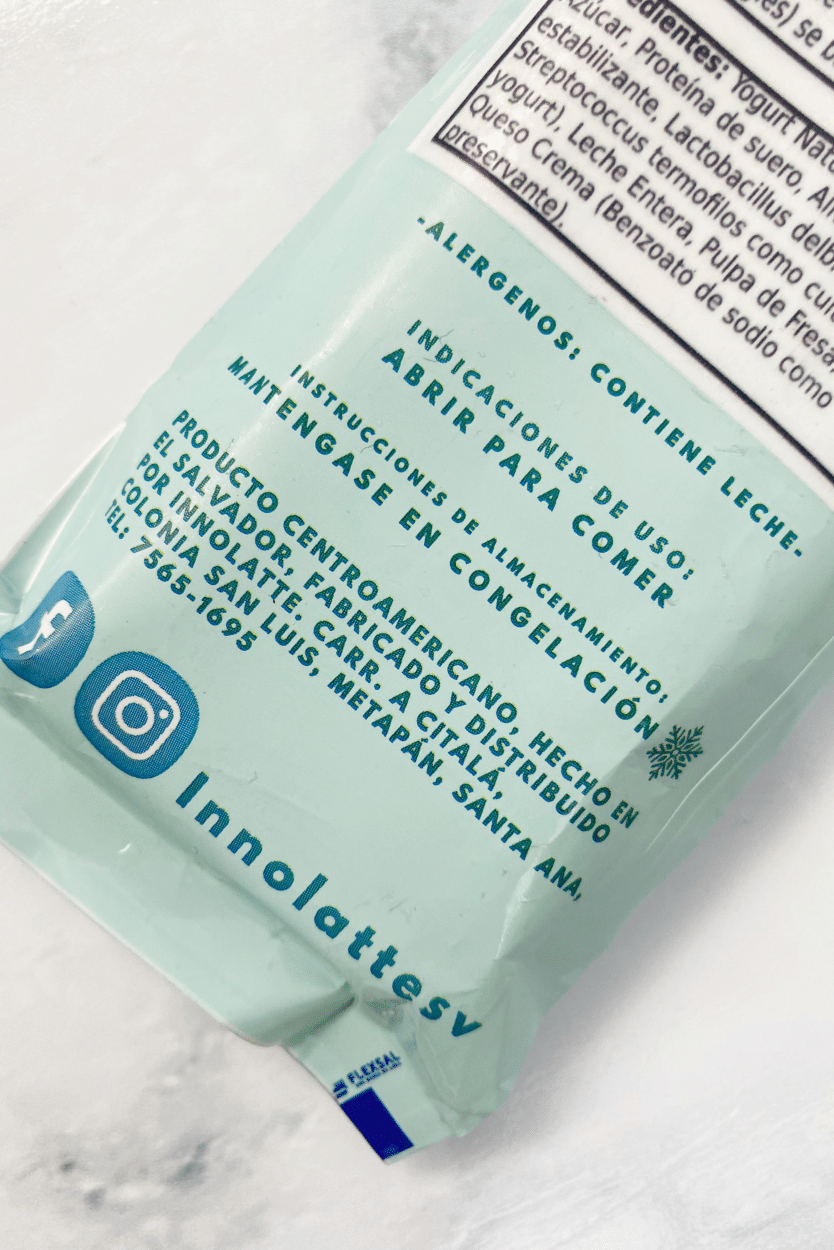 se
edientes: Yogurt
Azúcar, Proteína de suero,
estabilizante, Lactobacillus
Streptococcus termofilos como
yogurt), Leche Entera, Pulpa de Fresa,
Queso Crema (Benzoato de sodio como
preservante).
-ALERGENOS: CONTIENE LECHE-
INDICACIONES DE USO:
ABRIR PARA COMER
INSTRUCCIONES DE ALMACENAMIENTO:
MANTENGASE EN CONGELACIÓN
PRODUCTO CENTROAMERICANO, HECHO EN
EL SALVADOR, FABRICADO Y DISTRIBUIDO
POR INNOLATTE. CARR. A CITALÁ,
COLONIA SAN LUIS, METAPÁN, SANTA ANA,
TEL: 7565-1695
Innolattesv
FLEXSAL